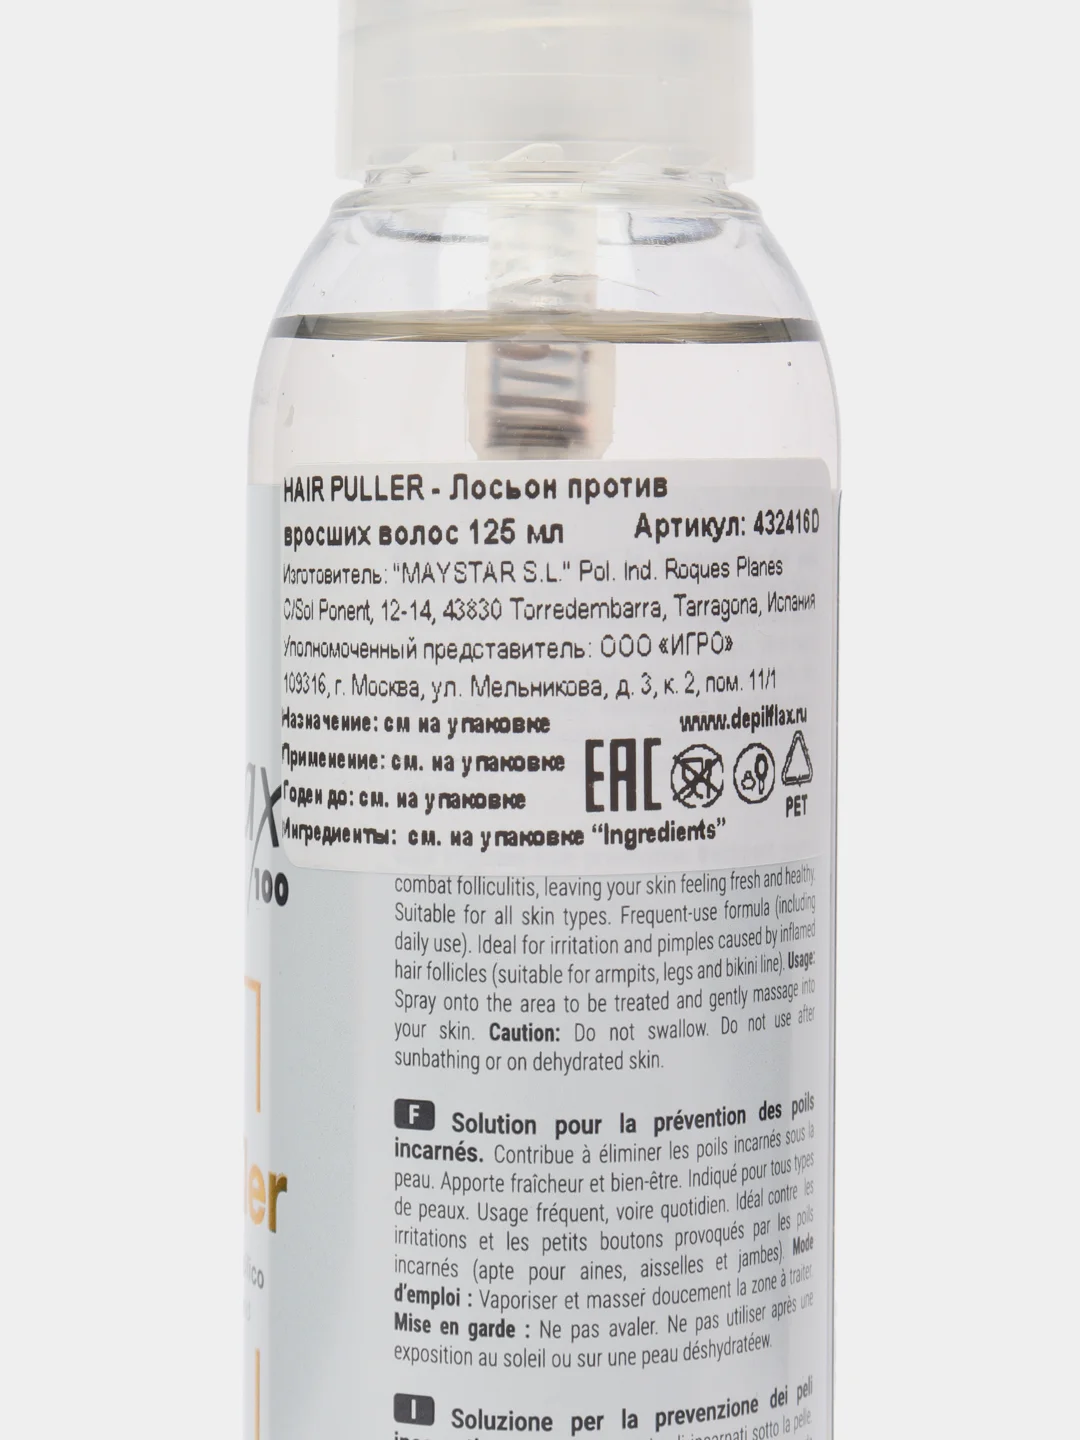 HAIR PULLER - Лосьон против
вросших волос 125 мл Артикул: 432416D
Изготовитель: "MAYSTAR S.L." Pol. Ind. Roques Planes
C/Sol Ponent, 12-14, 43830 Torredembarra, Tarragona, Испания
Уполномоченный представитель: ООО «ИГРО»
109316, г. Москва, ул. Мельникова, д. 3, к. 2, пом. 11/1
Назначение: см на упаковке www.depilflax.ru
Применение: см. на упаковке
Годен до: см. на упаковке EAC
PET
Ингредиенты: см. на упаковке “Ingredients”
ax
/100
er
combat folliculitis, leaving your skin feeling fresh and healthy.
Suitable for all skin types. Frequent-use formula (including
daily use). Ideal for irritation and pimples caused by inflamed
hair follicles (suitable for armpits, legs and bikini line). Usage:
Spray onto the area to be treated and gently massage into
your skin. Caution: Do not swallow. Do not use after
sunbathing or on dehydrated skin.
F Solution pour la prévention des poils
incarnés. Contribue à éliminer les poils incarnés sous la
peau. Apporte fraîcheur et bien-être. Indiqué pour tous types
de peaux. Usage fréquent, voire quotidien. Idéal contre les
irritations et les petits boutons provoqués par les poils
incarnés (apte pour aines, aisselles et jambes). Mode
d'emploi : Vaporiser et masser doucement la zone à traiter.
Mise en garde : Ne pas avaler. Ne pas utiliser après une
exposition au soleil ou sur une peau déshydratéew.
I Soluzione per la prevenzione dei peli
sotto la pelle.